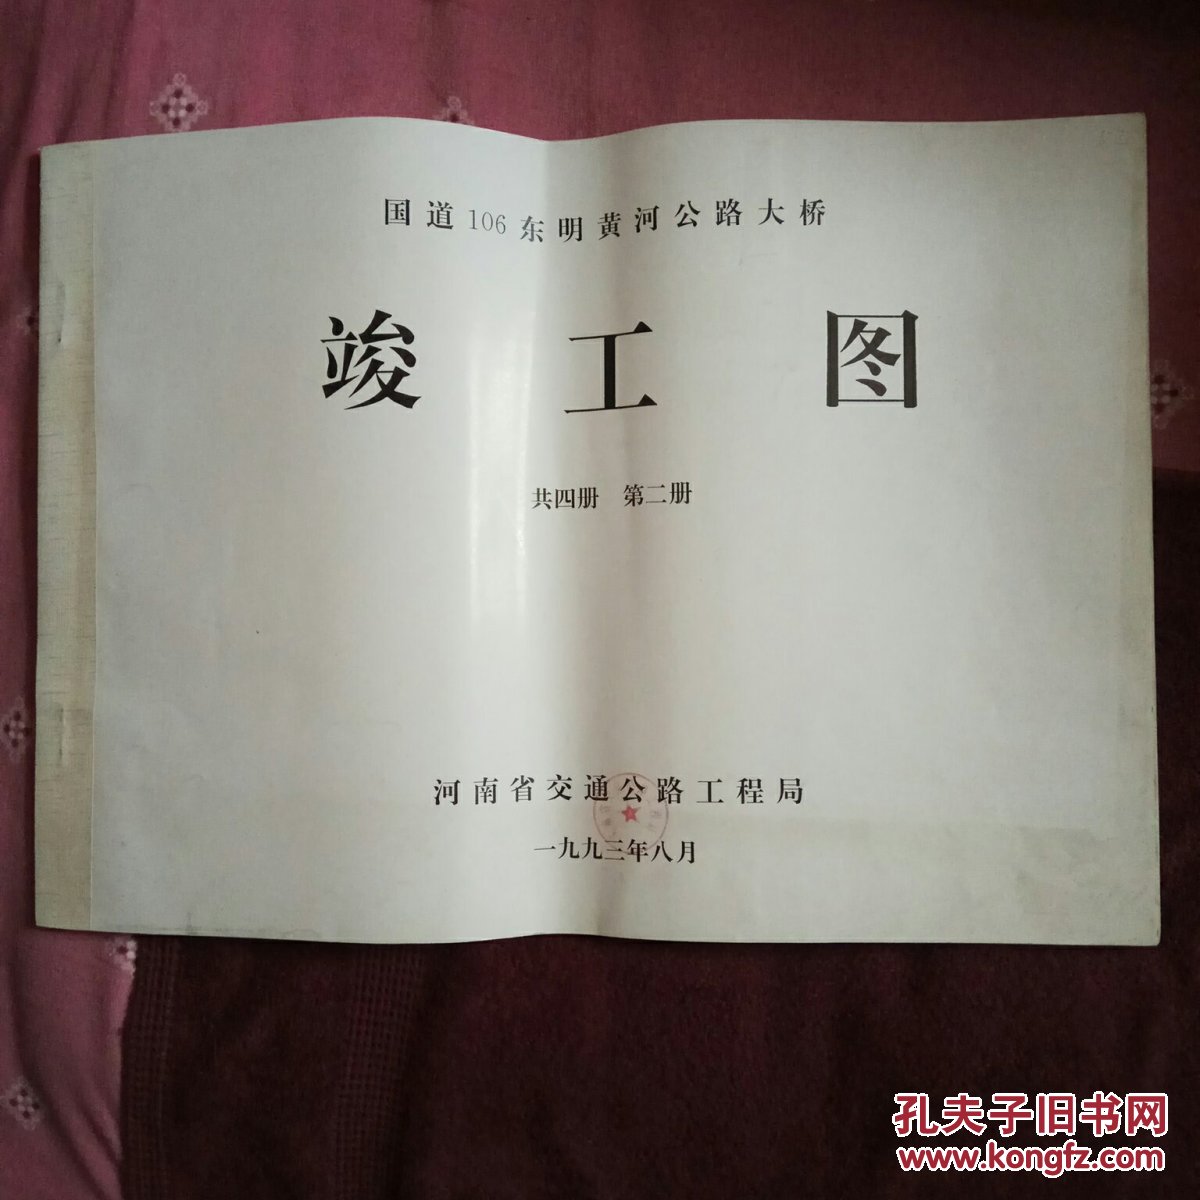 国道106东明黄河公路大桥
竣工图
共四册 第二册
河南省交通公路工程局
一九九三年八月
孔夫子旧书网
www.kongfz.com